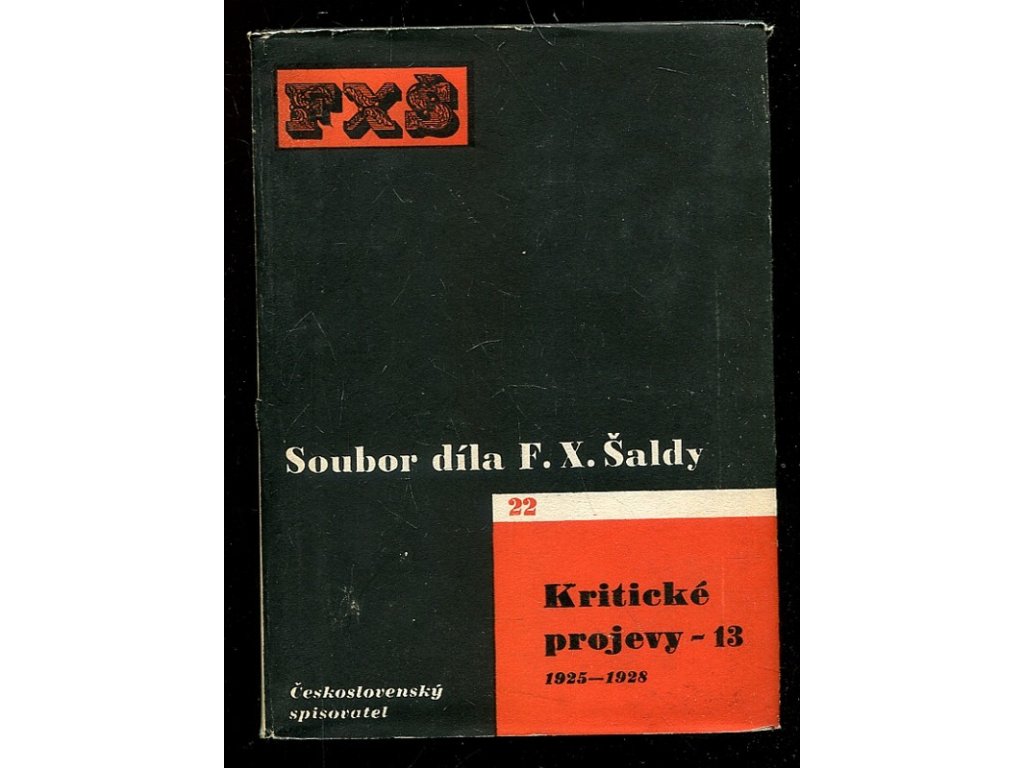 FXŠ
Soubor díla F. X. Šaldy
22
Kritické
projevy - 13
1925—1928
Československý
spisovatel